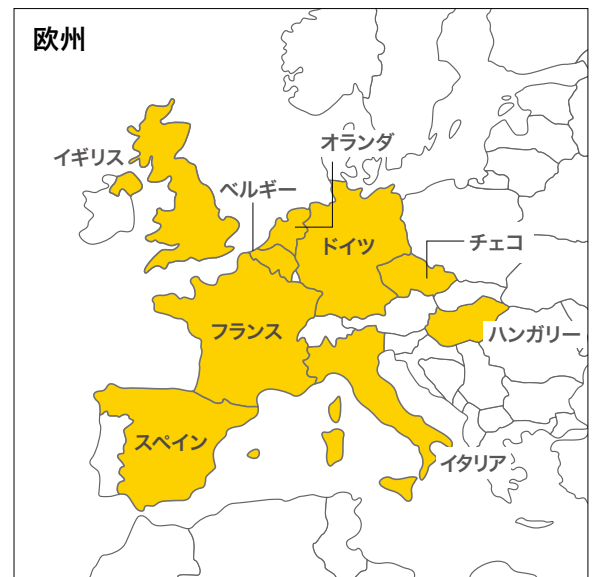 欧州
オランダ
イギリス
ベルギー
ドイツ
チェコ
フランス
ハンガリー
スペイン
イタリア